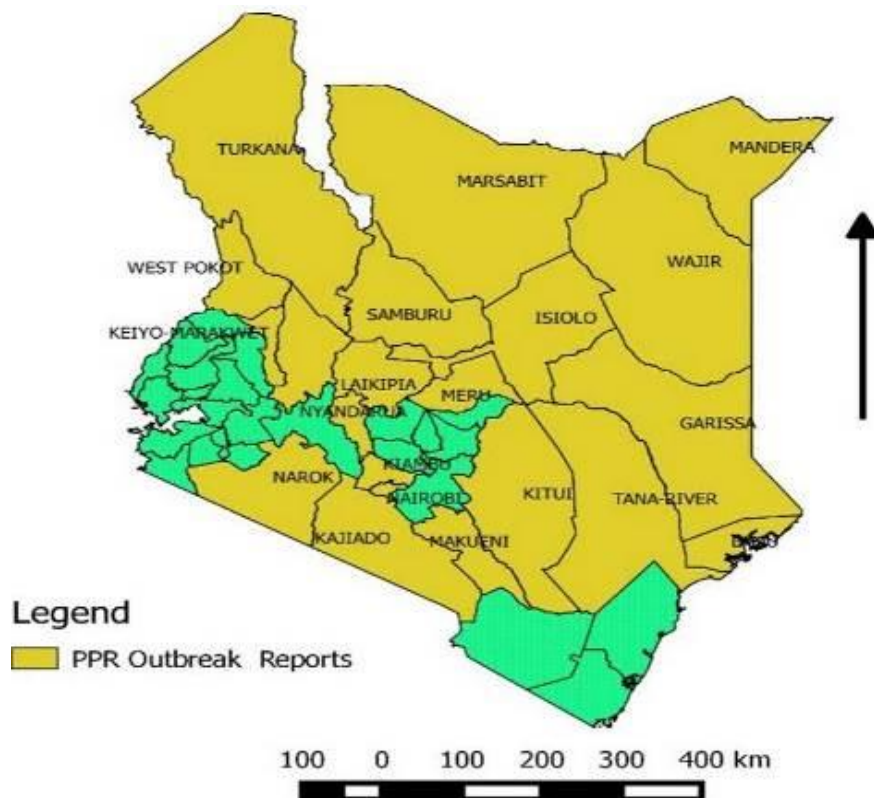 TURKANA
MANDERA
MARSABIT
WEST POKOT
WAJIR
SAMBURU
ISIOLO
KEIYO-MARAKWET
LAIKIPIA
MERU
NYANDARUA
GARISSA
KIAMBU
NAROK
NAIROBI
KITUI
TANA-RIVER
KAJIADO
MAKUENI
Legend
PPR Outbreak Reports
100 0 100 200 300 400 km